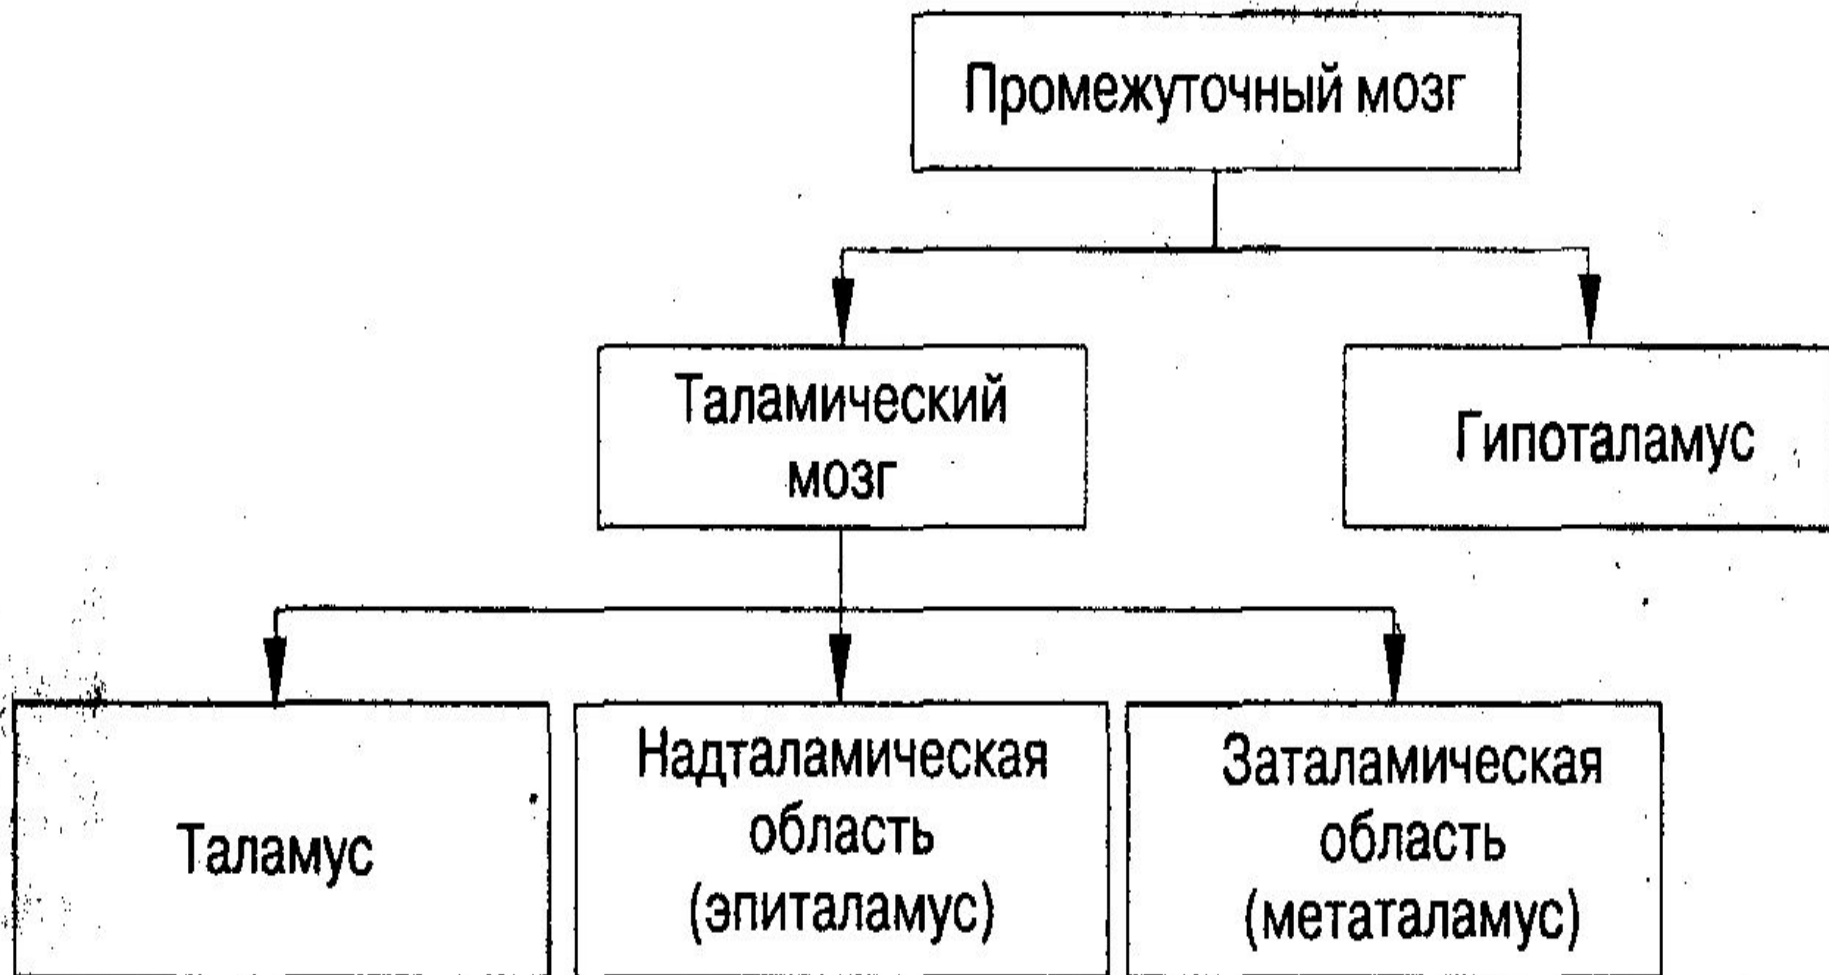 Промежуточный мозг
Таламический
мозг
Гипоталамус
Таламус
Надталамическая
область
(эпиталамус)
Заталамическая
область
(метаталамус)